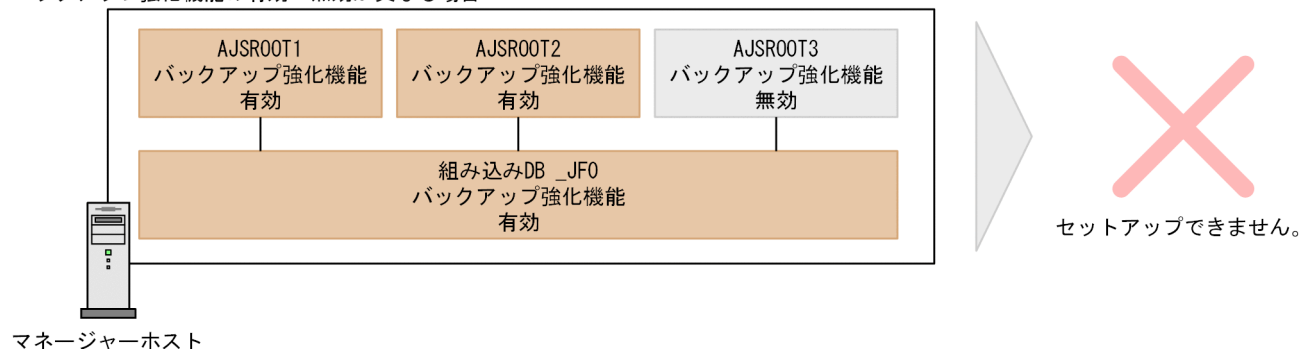 AJSROOT1
バックアップ強化機能
有効
AJSROOT2
バックアップ強化機能
有効
AJSROOT3
バックアップ強化機能
無効
組み込みDB _JF0
バックアップ強化機能
有効
セットアップできません。
マネージャーホスト